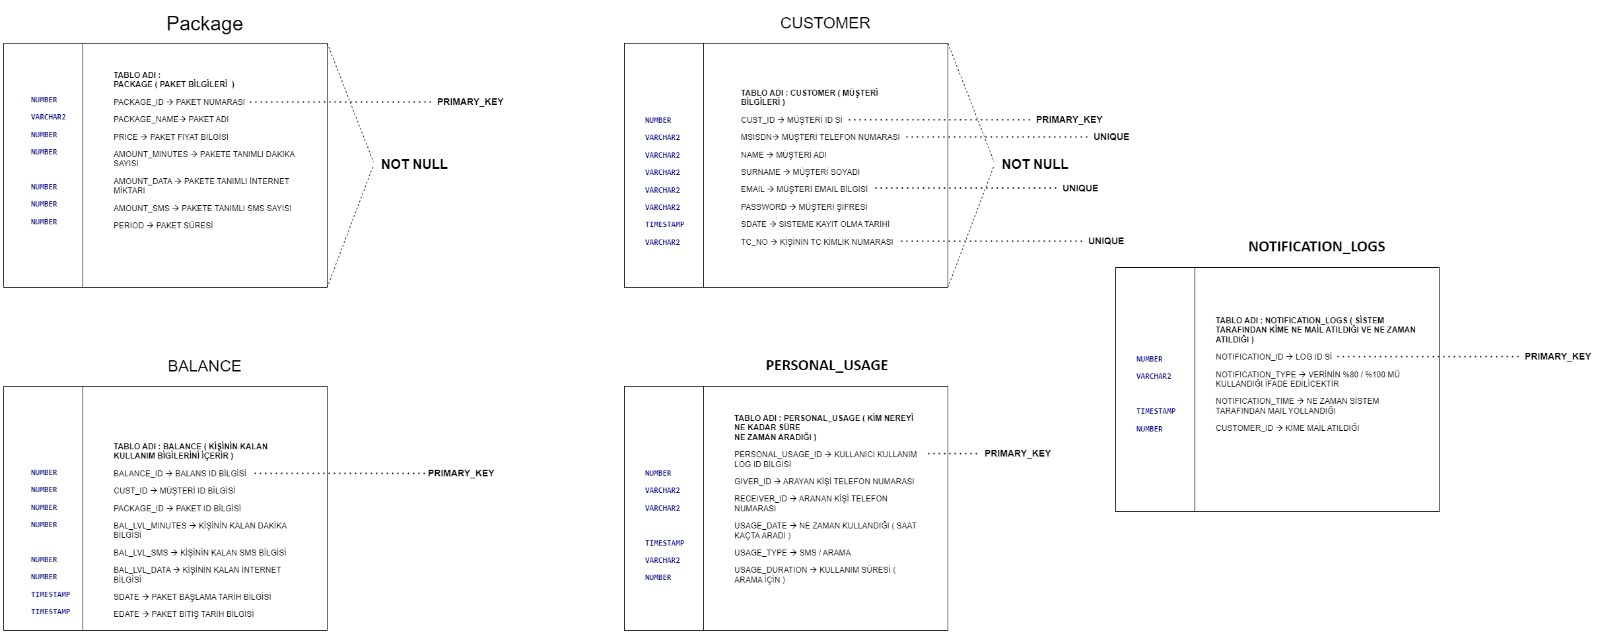 Package
NUMBER
VARCHAR2
NUMBER
NUMBER
NUMBER
NUMBER
NUMBER
TABLO ADI :
PACKAGE ( PAKET BİLGİLERİ )
PACKAGE_ID → PAKET NUMARASI
PACKAGE_NAME→ PAKET ADI
PRICE → PAKET FIYAT BİLGİSİ
AMOUNT_MINUTES → PAKETE TANIMLI DAKİKA
SAYISI
AMOUNT_DATA → PAKETE TANIMLI İNTERNET
MİKTARI
AMOUNT_SMS → PAKETE TANIMLI SMS SAYISI
PERIOD → PAKET SÜRESİ
PRIMARY_KEY
NOT NULL
CUSTOMER
NUMBER
VARCHAR2
VARCHAR2
VARCHAR2
VARCHAR2
VARCHAR2
TIMESTAMP
VARCHAR2
TABLO ADI : CUSTOMER ( MÜŞTERİ
BİLGİLERİ )
CUST_ID → MÜŞTERİ ID Sİ
MSISDN→ MÜŞTERİ TELEFON NUMARASI
NAME → MÜŞTERİ ADI
SURNAME → MÜŞTERİ SOYADI
EMAIL → MÜŞTERİ EMAIL BİLGİSİ
PASSWORD → MÜŞTERİ ŞİFRESİ
SDATE → SİSTEME KAYIT OLMA TARİHİ
TC_NO → KİŞİNİN TC KİMLİK NUMARASI
PRIMARY_KEY
UNIQUE
NOT NULL
UNIQUE
UNIQUE
NOTIFICATION_LOGS
NUMBER
VARCHAR2
TIMESTAMP
NUMBER
TABLO ADI : NOTIFICATION_LOGS ( SİSTEM
TARAFINDAN KİME NE MAİL ATILDIĞI VE NE ZAMAN
ATILDIĞI )
NOTIFICATION_ID → LOG ID Sİ
NOTIFICATION_TYPE → VERİNİN %80 / %100 MÜ
KULLANDIĞI IFADE EDİLİCEKTİR
NOTIFICATION_TIME → NE ZAMAN SİSTEM
TARAFINDAN MAIL YOLLANDIĞI
CUSTOMER_ID → KIME MAIL ATILDIĞI
PRIMARY_KEY
BALANCE
NUMBER
NUMBER
NUMBER
NUMBER
NUMBER
NUMBER
TIMESTAMP
TIMESTAMP
TABLO ADI : BALANCE ( KİŞİNİN KALAN
KULLANIM BİGİLERİNİ İÇERİR )
BALANCE_ID → BALANS ID BİLGİSİ
CUST_ID → MÜŞTERİ ID BİLGİSİ
PACKAGE_ID → PAKET ID BİLGİSİ
BAL_LVL_MINUTES → KİŞİNİN KALAN DAKİKA
BİLGİSİ
BAL_LVL_SMS → KİŞİNİN KALAN SMS BİLGİSİ
BAL_LVL_DATA → KİŞİNİN KALAN İNTERNET
BİLGİSİ
SDATE → PAKET BAŞLAMA TARİH BİLGİSİ
EDATE → PAKET BİTİŞ TARİH BİLGİSİ
PRIMARY_KEY
PERSONAL_USAGE
NUMBER
VARCHAR2
VARCHAR2
TIMESTAMP
VARCHAR2
NUMBER
TABLO ADI : PERSONAL_USAGE ( KİM NEREYİ
NE KADAR SÜRE
NE ZAMAN ARADIĞI )
PERSONAL_USAGE_ID → KULLANICI KULLANIM
LOG ID BİLGİSİ
GIVER_ID → ARAYAN KİŞİ TELEFON NUMARASI
RECEIVER_ID → ARANAN KİŞİ TELEFON
NUMARASI
USAGE_DATE → NE ZAMAN KULLANDIĞI ( SAAT
KAÇTA ARADI )
USAGE_TYPE → SMS / ARAMA
USAGE_DURATION → KULLANIM SÜRESİ (
ARAMA İÇİN )
PRIMARY_KEY